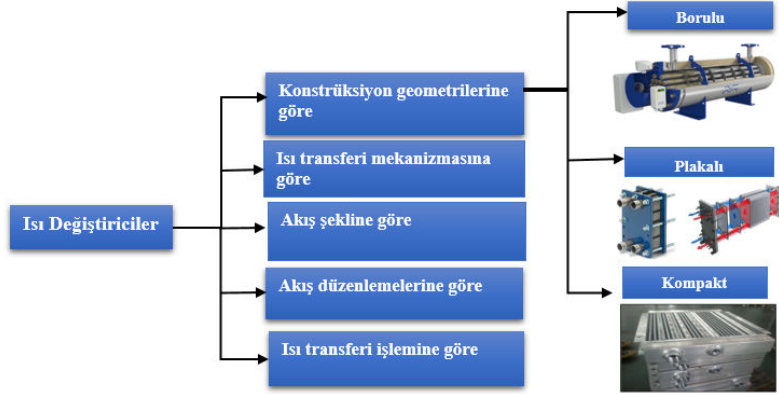 Isı Değiştiriciler
Konstrüksiyon geometrilerine
göre
Isı transferi mekanizmasına
göre
Akış şekline göre
Akış düzenlemelerine göre
Isı transferi işlemine göre
Borulu
Plakalı
Kompakt